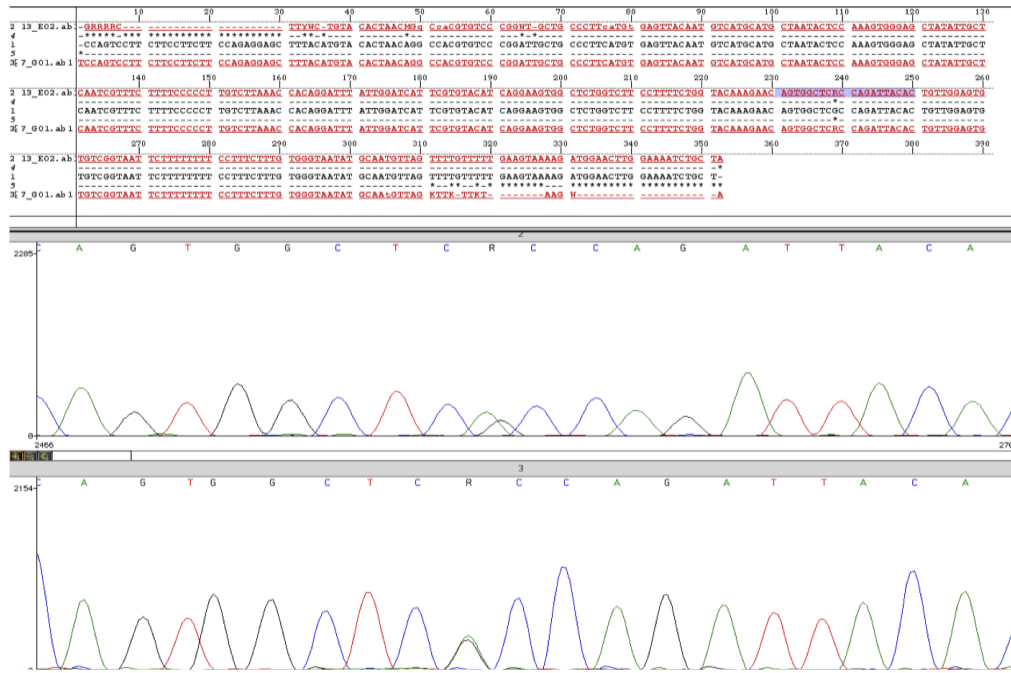 10 20 30 40 50 60 70 80 90 100 110 120 130
2 13_E02.ab -GRRRRC--- ---------- ---------- TTYWC-TGTA CACTAACMGg CcaCGTGTCC CGGWT-GCTG CCCTTcaTGt GAGTTACAAT GTCATGCATG CTAATACTCC AAAGTGGGAG CTATATTGCT
1 -CCAGTCCTT CTTCCTTCTT CCAGAGGAGC TTTACATGTA CACTAACAGG CCACGTGTCC CGGATTGCTG CCCTTCATGT GAGTTACAAT GTCATGCATG CTAATACTCC AAAGTGGGAG CTATATTGCT
3[7_G01.ab1 TCCAGTCCTT CTTCCTTCTT CCAGAGGAGC TTTACATGTA CACTAACAGG CCACGTGTCC CGGATTGCTG CCCTTCATGT GAGTTACAAT GTCATGCATG CTAATACTCC AAAGTGGGAG CTATATTGCT
140 150 160 170 180 190 200 210 220 230 240 250 260
2 13_E02.ab CAATCGTTTC TTTTCCCCCT TGTCTTAAAC CACAGGATTT ATTGGATCAT TCGTGTACAT CAGGAAGTGG CTCTGGTCTT CCTTTTCTGG TACAAAGAAC AGTGGCTCRC CAGATTACAC TGTTGGAGTG
1 CAATCGTTTC TTTTCCCCCT TGTCTTAAAC CACAGGATTT ATTGGATCAT TCGTGTACAT CAGGAAGTGG CTCTGGTCTT CCTTTTCTGG TACAAAGAAC AGTGGCTCGC CAGATTACAC TGTTGGAGTG
3[7_G01.ab1 CAATCGTTTC TTTTCCCCCT TGTCTTAAAC CACAGGATTT ATTGGATCAT TCGTGTACAT CAGGAAGTGG CTCTGGTCTT CCTTTTCTGG TACAAAGAAC AGTGGCTCRC CAGATTACAC TGTTGGAGTG
270 280 290 300 310 320 330 340 350 360 370 380 390
2 13_E02.ab TGTCGGTAAT TCTTTTTTTT CCTTTCTTTG TGGGTAATAT GCAATGTTAG TTTTGTTTTT GAAGTAAAAG ATGGAACTTG GAAAATCTGC TA
1 TGTCGGTAAT TCTTTTTTTT CCTTTCTTTG TGGGTAATAT GCAATGTTAG TTTTGTTTTT GAAGTAAAAG ATGGAACTTG GAAAATCTGC T-
3[7_G01.ab1 TGTCGGTAAT TCTTTTTTTT CCTTTCTTTG TGGGTAATAT GCAAtGTTAG KTTK-TTKT- -------AAG W--------- ---------- -A
2
C A G T G G C T C R C C A G A T T A C A
2205
0
2466
3
C A G T G G C T C R C C A G A T T A C A
2154